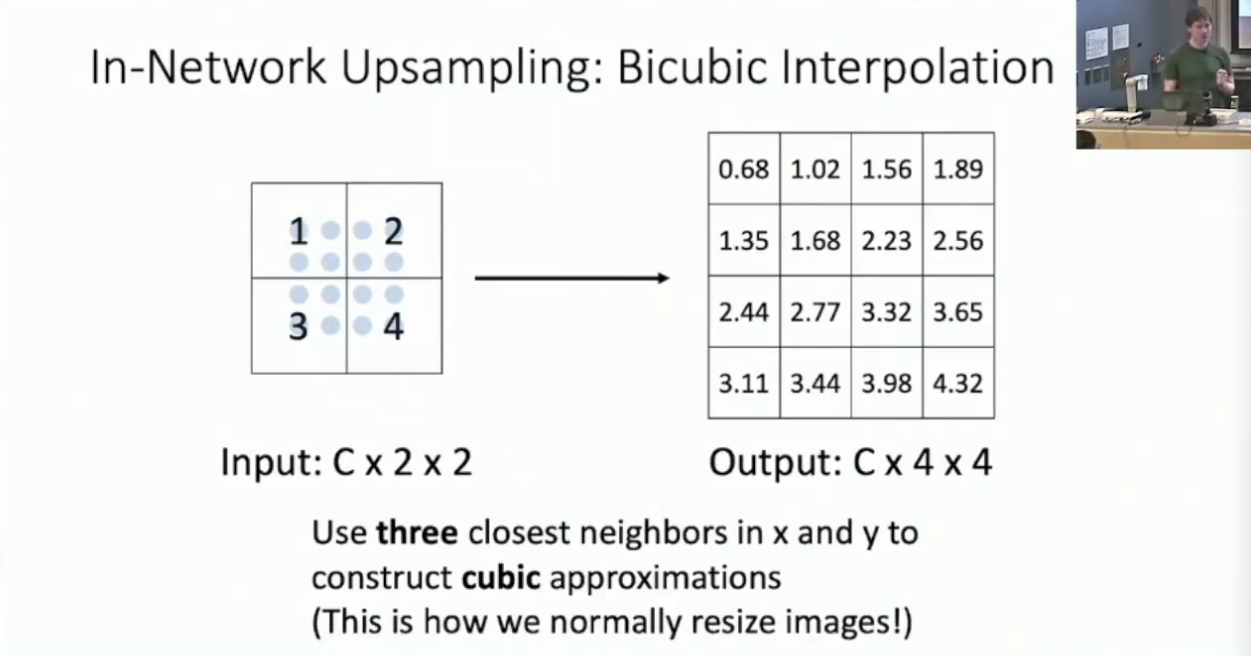 In-Network Upsampling: Bicubic Interpolation
1 2
3 4
0.68 1.02 1.56 1.89
1.35 1.68 2.23 2.56
2.44 2.77 3.32 3.65
3.11 3.44 3.98 4.32
Input: C x 2 x 2
Output: C x 4 x 4
Use three closest neighbors in x and y to
construct cubic approximations
(This is how we normally resize images!)